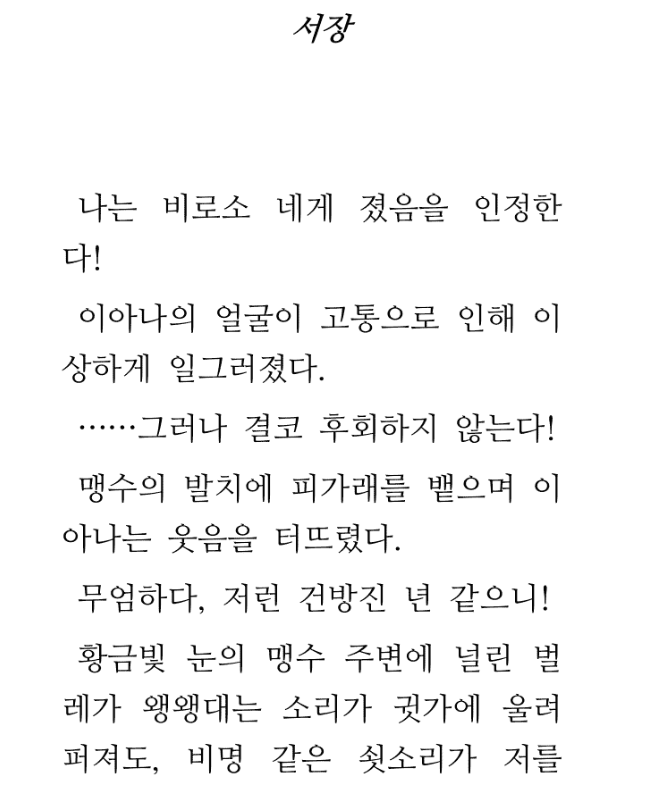 서장
나는 비로소 네게 졌음을 인정한
다!
이아나의 얼굴이 고통으로 인해 이
상하게 일그러졌다.
……그러나 결코 후회하지 않는다!
맹수의 발치에 피가래를 뱉으며 이
아나는 웃음을 터뜨렸다.
무엄하다, 저런 건방진 년 같으니!
황금빛 눈의 맹수 주변에 널린 벌
레가 왱왱대는 소리가 귓가에 울려
퍼져도, 비명 같은 쇳소리가 저를